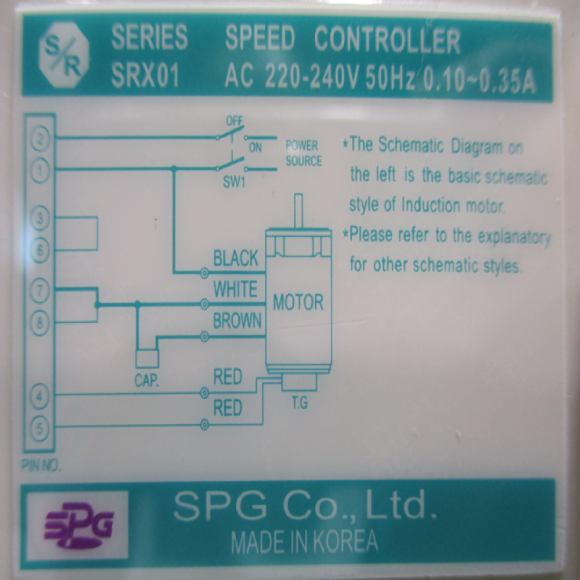 S/R
SERIES SPEED CONTROLLER
SRX01 AC 220-240V 50Hz 0.10~0.35A
OFF
2
ON
POWER
SOURCE
1
SW1
*The Schematic Diagram on
the left is the basic schematic
style of Induction motor.
*Please refer to the explanatory
for other schematic styles.
3
6
BLACK
7
WHITE
MOTOR
8
BROWN
CAP.
4
RED
T.G
5
RED
PIN NO.
SPG
SPG Co., Ltd.
MADE IN KOREA